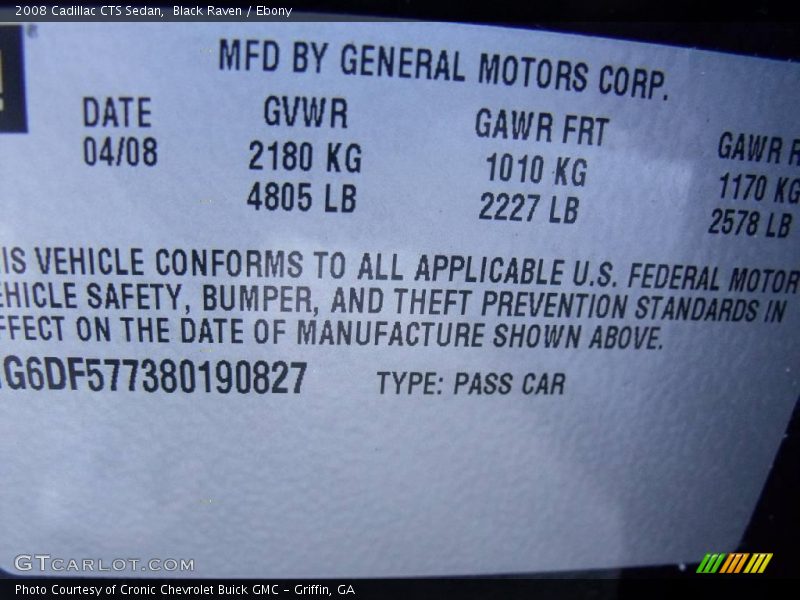 2008 Cadillac CTS Sedan, Black Raven / Ebony
MFD BY GENERAL MOTORS CORP.
DATE GVWR GAWR FRT GAWR R
04/08 2180 KG 1010 KG 1170 KG
4805 LB 2227 LB 2578 LB
IS VEHICLE CONFORMS TO ALL APPLICABLE U.S. FEDERAL MOTOR
EHICLE SAFETY, BUMPER, AND THEFT PREVENTION STANDARDS IN
FFECT ON THE DATE OF MANUFACTURE SHOWN ABOVE.
G6DF577380190827 TYPE: PASS CAR
GTCARLOT.COM
Photo Courtesy of Cronic Chevrolet Buick GMC - Griffin, GA